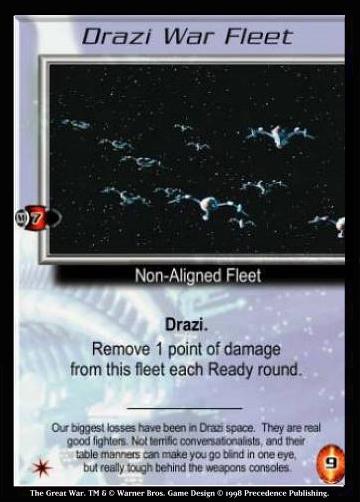 Drazi War Fleet
M 7
Non-Aligned Fleet
Drazi.
Remove 1 point of damage
from this fleet each Ready round.
Our biggest losses have been in Drazi space. They are real
good fighters. Not terrific conversationalists, and their
table manners can make you go blind in one eye,
but really tough behind the weapons consoles.
9
The Great War. TM & © Warner Bros. Game Design © 1998 Precedence Publishing.